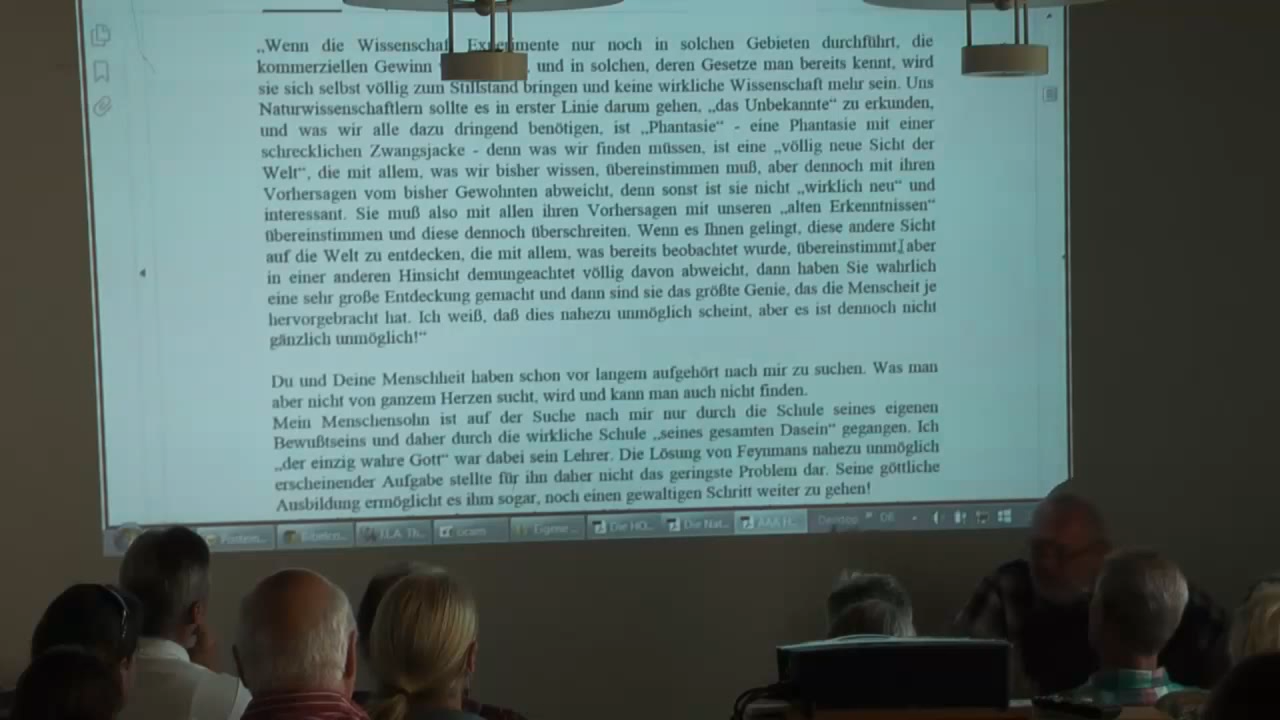 „Wenn die Wissenschaft Experimente nur noch in solchen Gebieten durchführt, die
kommerziellen Gewinn und in solchen, deren Gesetze man bereits kennt, wird
sie sich selbst völlig zum Stillstand bringen und keine wirkliche Wissenschaft mehr sein. Uns
Naturwissenschaftlern sollte es in erster Linie darum gehen, „das Unbekannte“ zu erkunden,
und was wir alle dazu dringend benötigen, ist „Phantasie“ - eine Phantasie mit einer
schrecklichen Zwangsjacke - denn was wir finden müssen, ist eine „völlig neue Sicht der
Welt“, die mit allem, was wir bisher wissen, übereinstimmen muß, aber dennoch mit ihren
Vorhersagen vom bisher Gewohnten abweicht, denn sonst ist sie nicht „wirklich neu“ und
interessant. Sie muß also mit allen ihren Vorhersagen mit unseren „alten Erkenntnissen“
übereinstimmen und diese dennoch überschreiten. Wenn es Ihnen gelingt, diese andere Sicht
auf die Welt zu entdecken, die mit allem, was bereits beobachtet wurde, übereinstimmt, aber
in einer anderen Hinsicht demungeachtet völlig davon abweicht, dann haben Sie wahrlich
eine sehr große Entdeckung gemacht und dann sind sie das größte Genie, das die Menscheit je
hervorgebracht hat. Ich weiß, daß dies nahezu unmöglich scheint, aber es ist dennoch nicht
gänzlich unmöglich!“
Du und Deine Menschheit haben schon vor langem aufgehört nach mir zu suchen. Was man
aber nicht von ganzem Herzen sucht, wird und kann man auch nicht finden.
Mein Menschensohn ist auf der Suche nach mir nur durch die Schule seines eigenen
Bewußtseins und daher durch die wirkliche Schule „seines gesamten Dasein“ gegangen. Ich
„der einzig wahre Gott“ war dabei sein Lehrer. Die Lösung von Feynmans nahezu unmöglich
erscheinender Aufgabe stellte für ihn daher nicht das geringste Problem dar. Seine göttliche
Ausbildung ermöglicht es ihm sogar, noch einen gewaltigen Schritt weiter zu gehen!
Die HO... Die Nat... AAA H... Desktop » DE